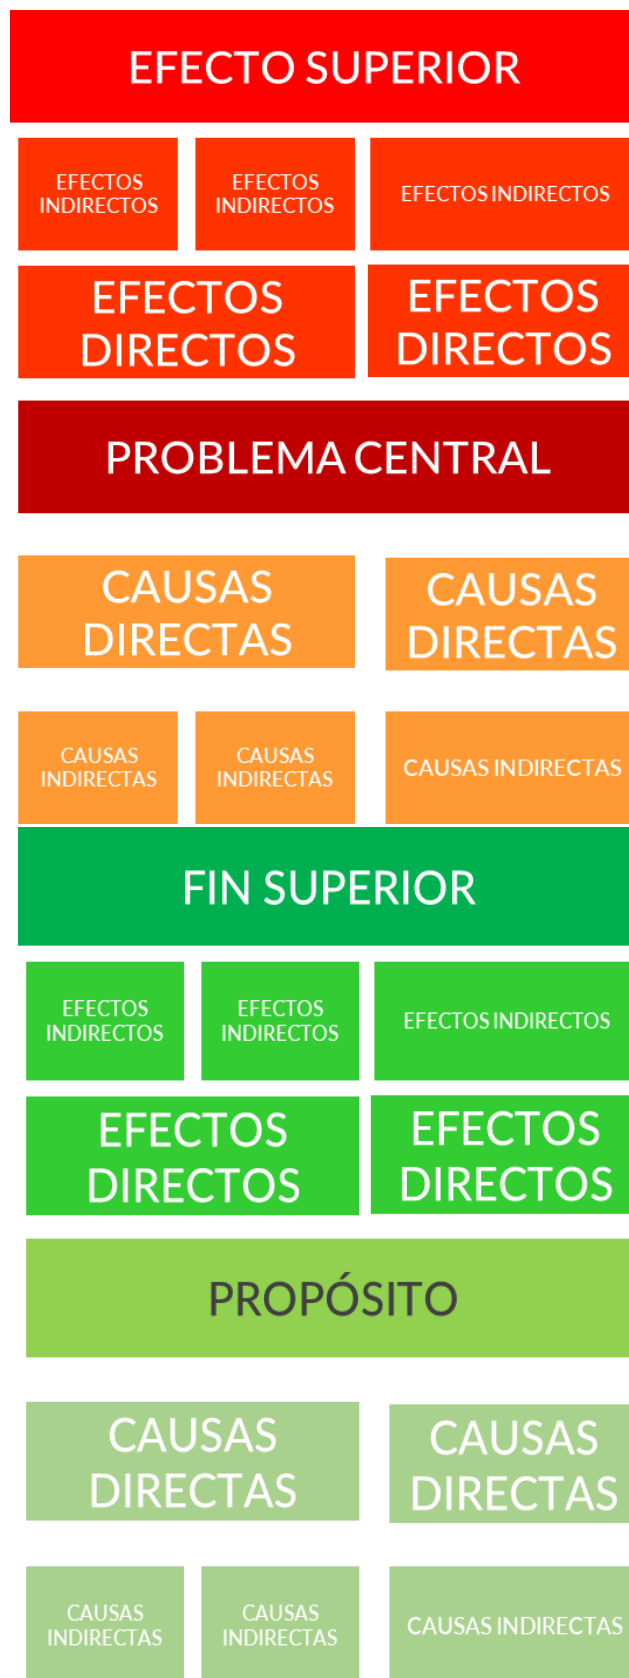 EFECTO SUPERIOR
EFECTOS
INDIRECTOS
EFECTOS
INDIRECTOS
EFECTOS INDIRECTOS
EFECTOS
DIRECTOS
EFECTOS
DIRECTOS
PROBLEMA CENTRAL
CAUSAS
DIRECTAS
CAUSAS
DIRECTAS
CAUSAS
INDIRECTAS
CAUSAS
INDIRECTAS
CAUSAS INDIRECTAS
FIN SUPERIOR
EFECTOS
INDIRECTOS
EFECTOS
INDIRECTOS
EFECTOS INDIRECTOS
EFECTOS
DIRECTOS
EFECTOS
DIRECTOS
PROPÓSITO
CAUSAS
DIRECTAS
CAUSAS
DIRECTAS
CAUSAS
INDIRECTAS
CAUSAS
INDIRECTAS
CAUSAS INDIRECTAS